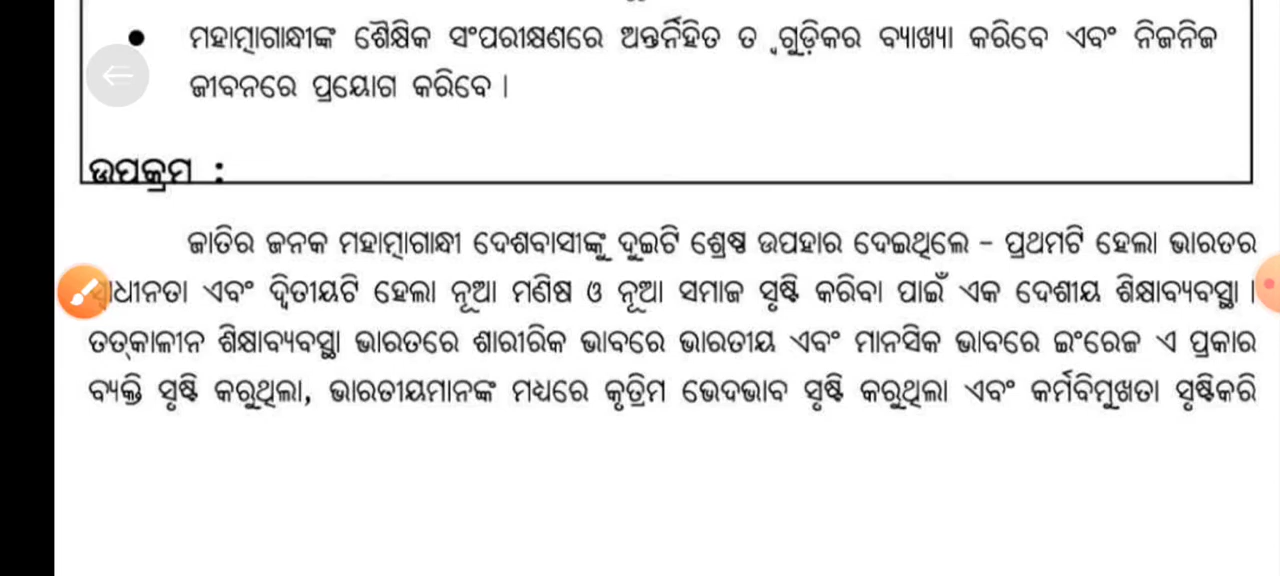 • ମହାତ୍ମାଗାନ୍ଧୀଙ୍କ ଶୈକ୍ଷିକ ସଂପରୀକ୍ଷଣରେ ଅନ୍ତର୍ନିହିତ ଗୁଡ଼ିକର ବ୍ୟାଖ୍ୟା କରିବେ ଏବଂ ନିଜନିଜ
ଜୀବନରେ ପ୍ରୟୋଗ କରିବେ ।
ଉପକ୍ରମ :
ଜାତିର ଜନକ ମହାତ୍ମାଗାନ୍ଧୀ ଦେଶବାସୀଙ୍କୁ ଦୁଇଟି ଶ୍ରେଷ୍ଠ ଉପହାର ଦେଇଥିଲେ – ପ୍ରଥମଟି ହେଲା ଭାରତର
ସ୍ୱାଧୀନତା ଏବଂ ଦ୍ୱିତୀୟଟି ହେଲା ନୂଆ ମଣିଷ ଓ ନୂଆ ସମାଜ ସୃଷ୍ଟି କରିବା ପାଇଁ ଏକ ଦେଶୀୟ ଶିକ୍ଷାବ୍ୟବସ୍ଥା ।
ତତ୍‌କାଳୀନ ଶିକ୍ଷାବ୍ୟବସ୍ଥା ଭାରତରେ ଶାରୀରିକ ଭାବରେ ଭାରତୀୟ ଏବଂ ମାନସିକ ଭାବରେ ଇଂରେଜ ଏ ପ୍ରକାର
ବ୍ୟକ୍ତି ସୃଷ୍ଟି କରୁଥିଲା, ଭାରତୀୟମାନଙ୍କ ମଧ୍ୟରେ କୃତ୍ରିମ ଭେଦଭାବ ସୃଷ୍ଟି କରୁଥିଲା ଏବଂ କର୍ମବିମୁଖତା ସୃଷ୍ଟିକରି